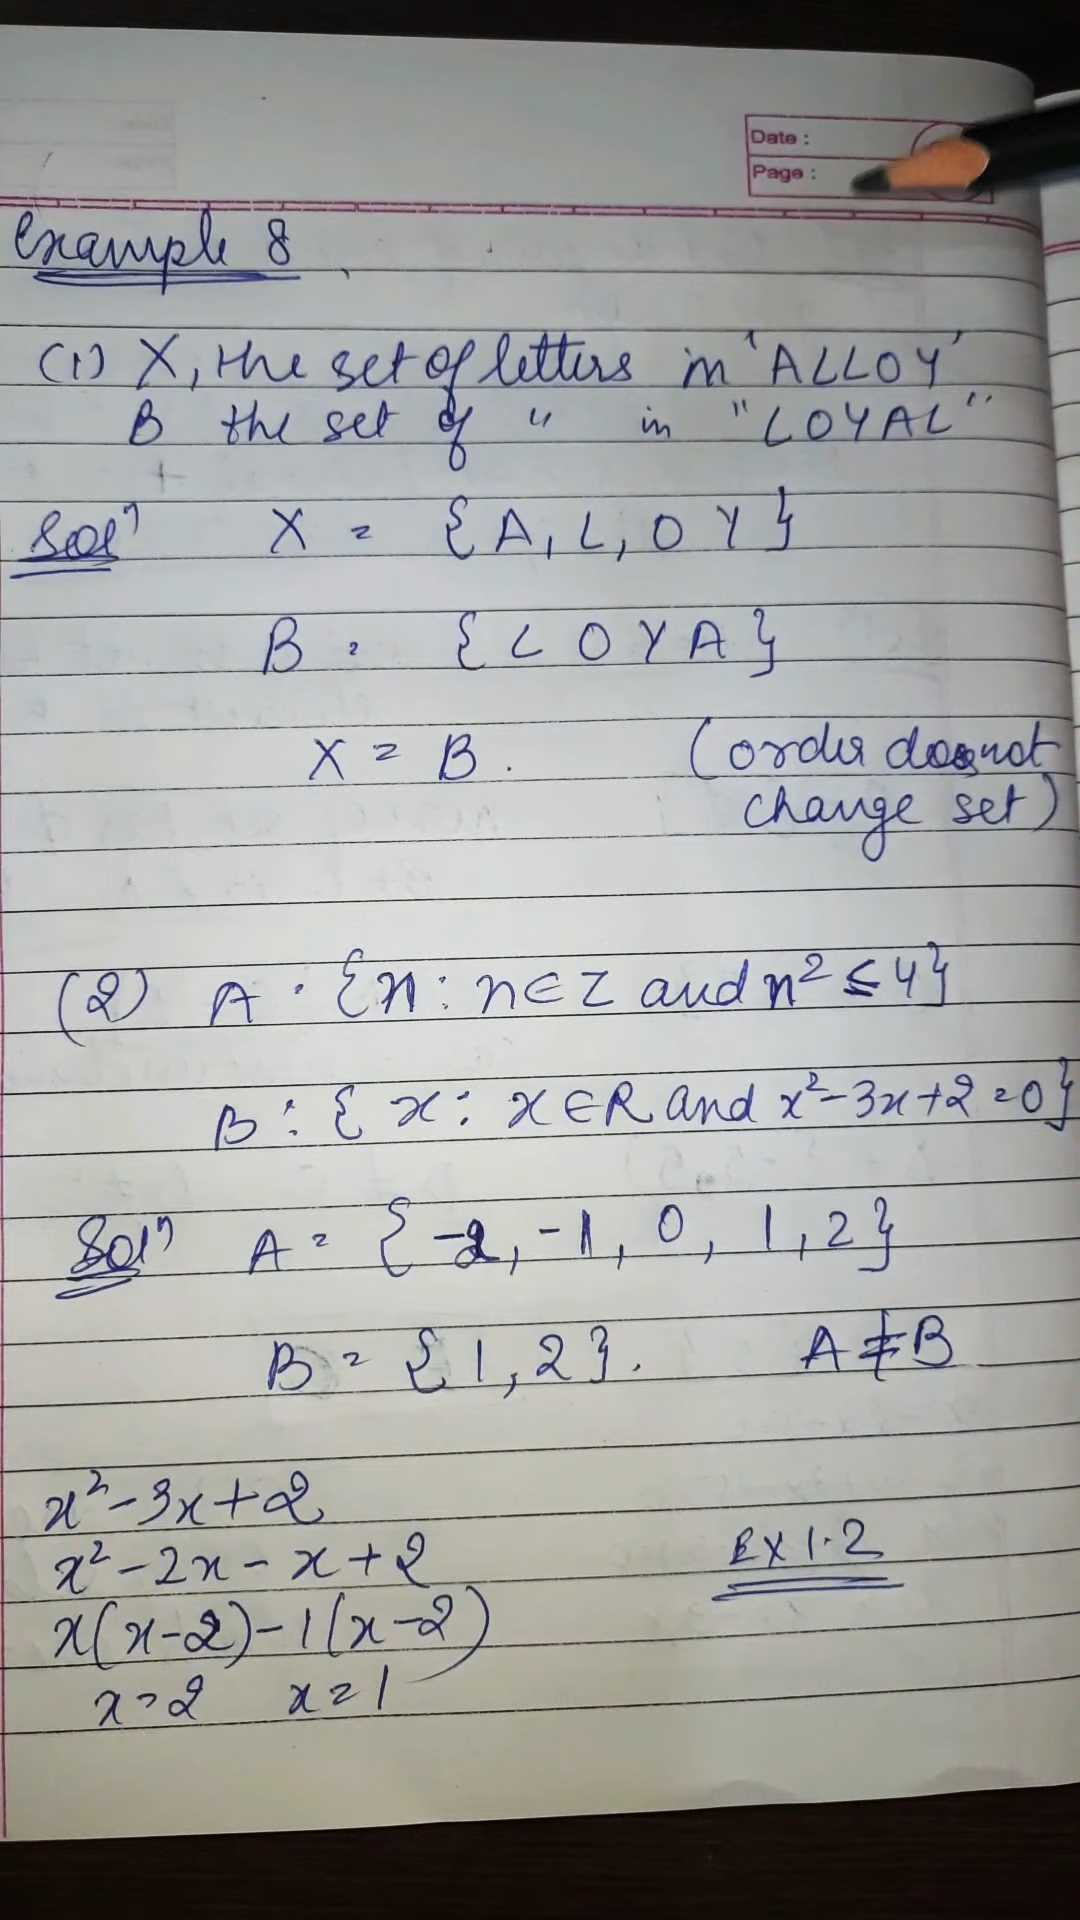 Date :
Page :
Example 8
(1) X, the set of letters in 'ALLOY'
B the set of " in "LOYAL"
Solⁿ X = {A, L, O Y}
B = {L O Y A}
X = B. (order does not
change set)
(2) A = {n : n ∈ Z and n² ≤ 4}
B : { x : x ∈ R and x² - 3x + 2 = 0}
Solⁿ A = { -2, -1, 0, 1, 2}
B = {1, 2}. A ≠ B
x² - 3x + 2
x² - 2x - x + 2
EX 1.2
x(x-2) - 1(x-2)
x = 2 x = 1